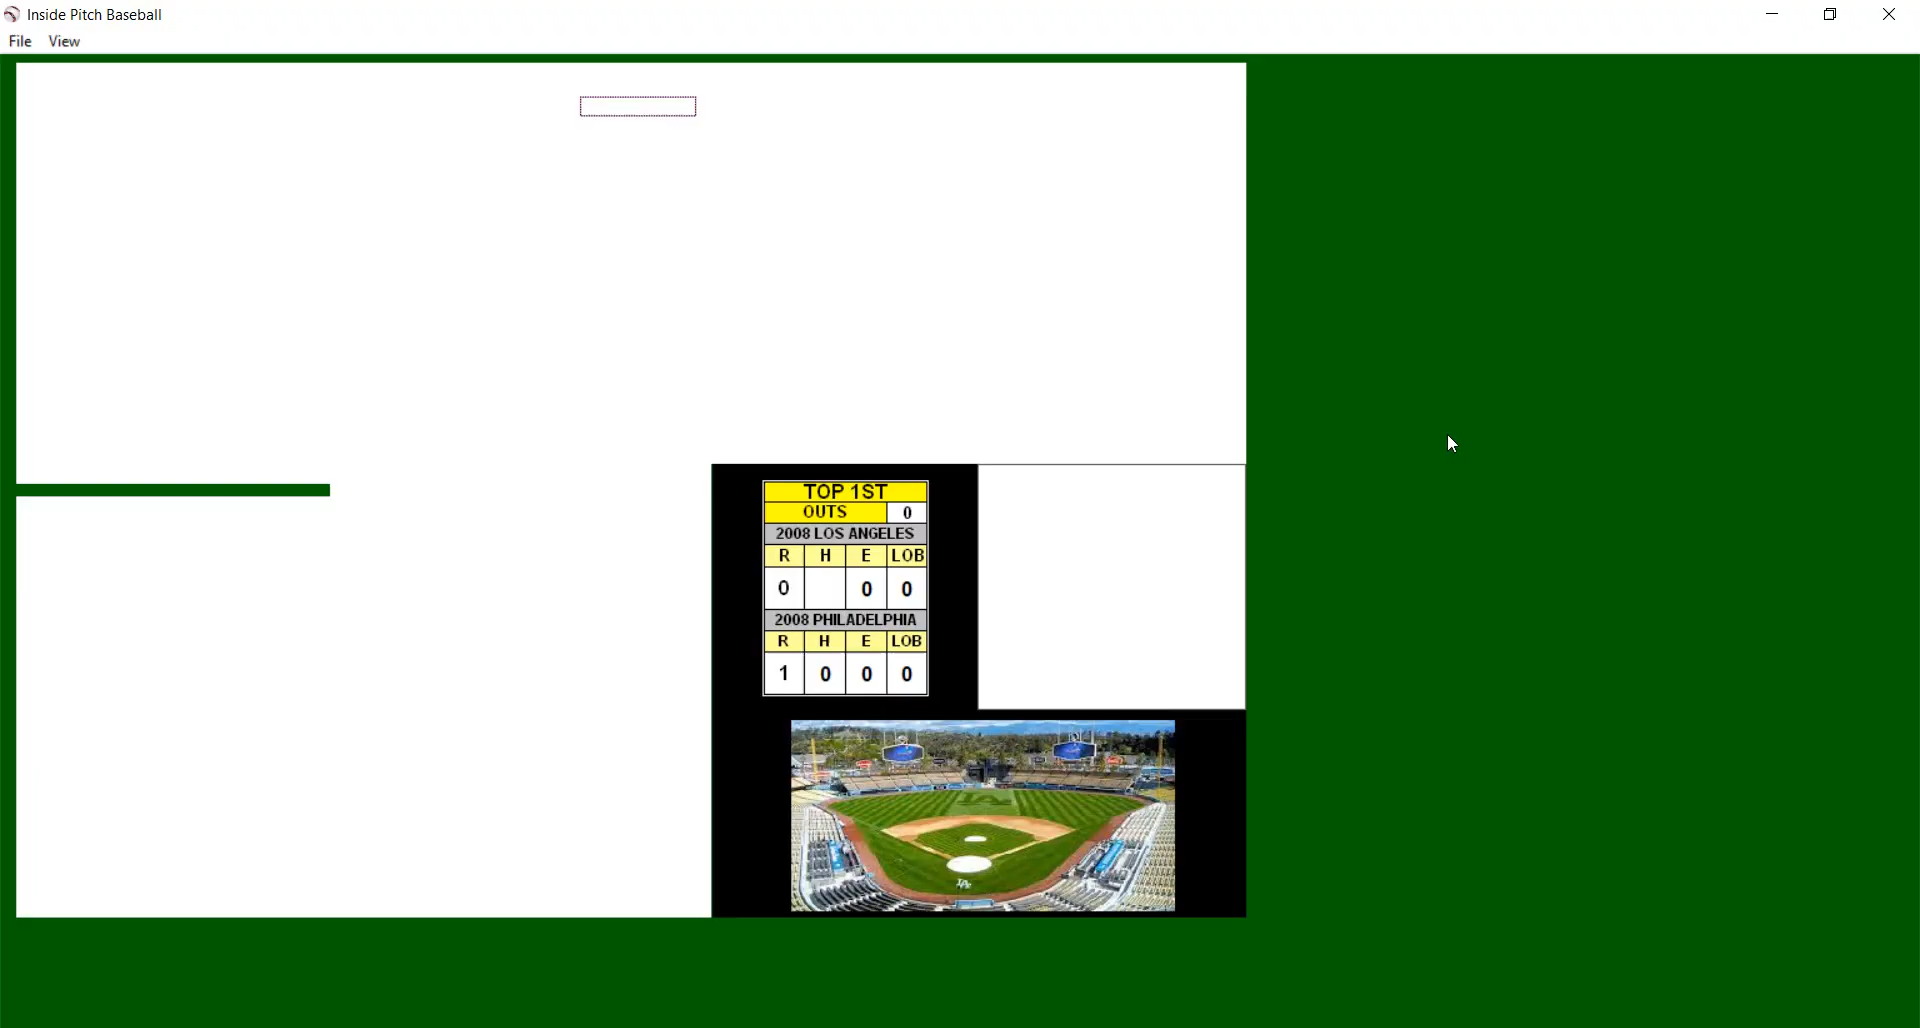 Inside Pitch Baseball
File View
TOP 1ST
OUTS 0
2008 LOS ANGELES
R H E LOB
0 0 0
2008 PHILADELPHIA
R H E LOB
1 0 0 0